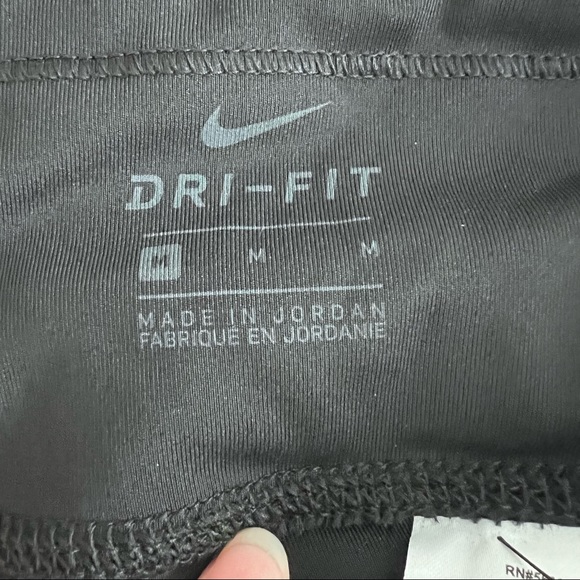 DRI-FIT
M M M
MADE IN JORDAN
FABRIQUÉ EN JORDANIE